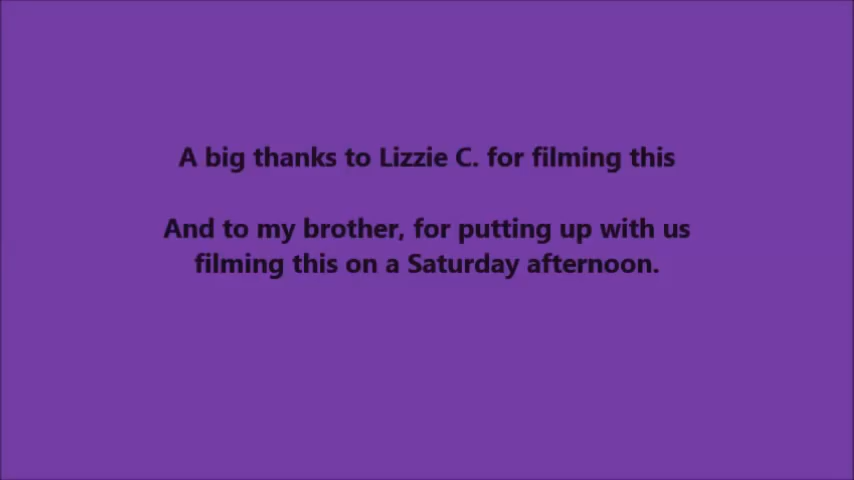 A big thanks to Lizzie C. for filming this
And to my brother, for putting up with us
filming this on a Saturday afternoon.